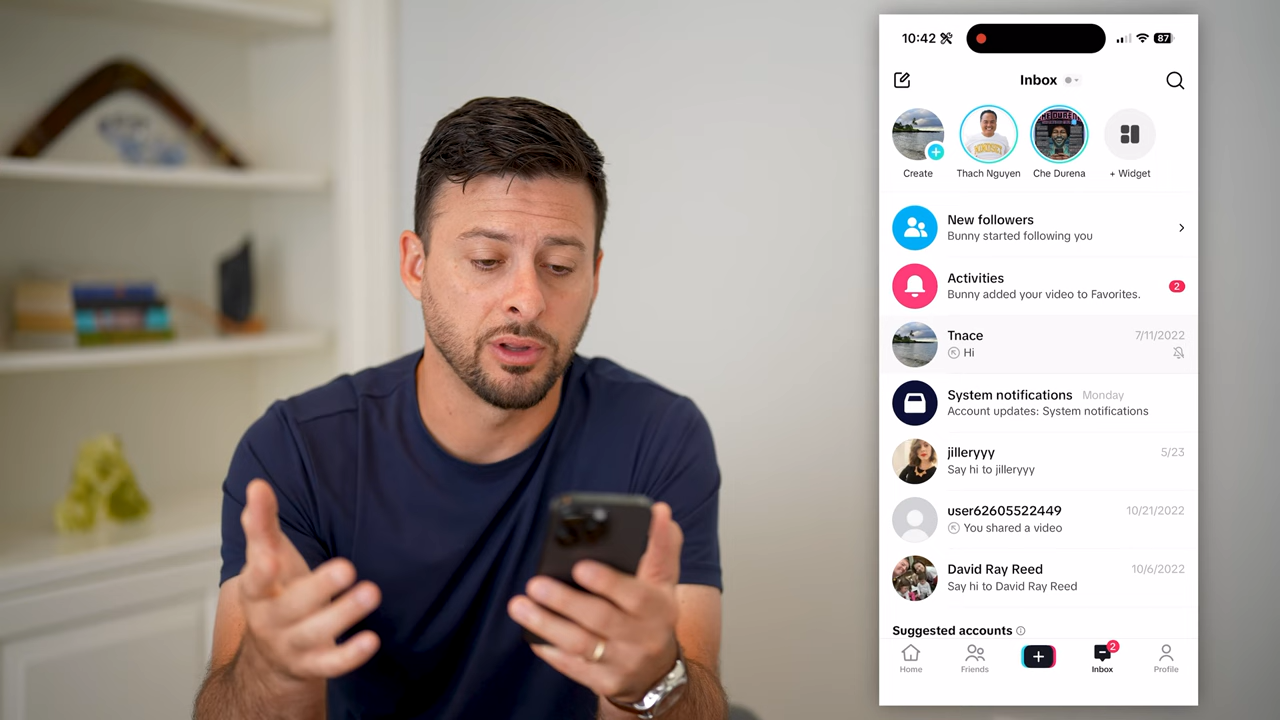 10:42
87
Inbox
Create
Thach Nguyen
Che Durena
+ Widget
New followers
Bunny started following you
Activities
Bunny added your video to Favorites.
2
Tnace
7/11/2022
Hi
System notifications
Monday
Account updates: System notifications
jilleryyy
5/23
Say hi to jilleryyy
user62605522449
10/21/2022
You shared a video
David Ray Reed
10/6/2022
Say hi to David Ray Reed
Suggested accounts
Home
Friends
2
Inbox
Profile